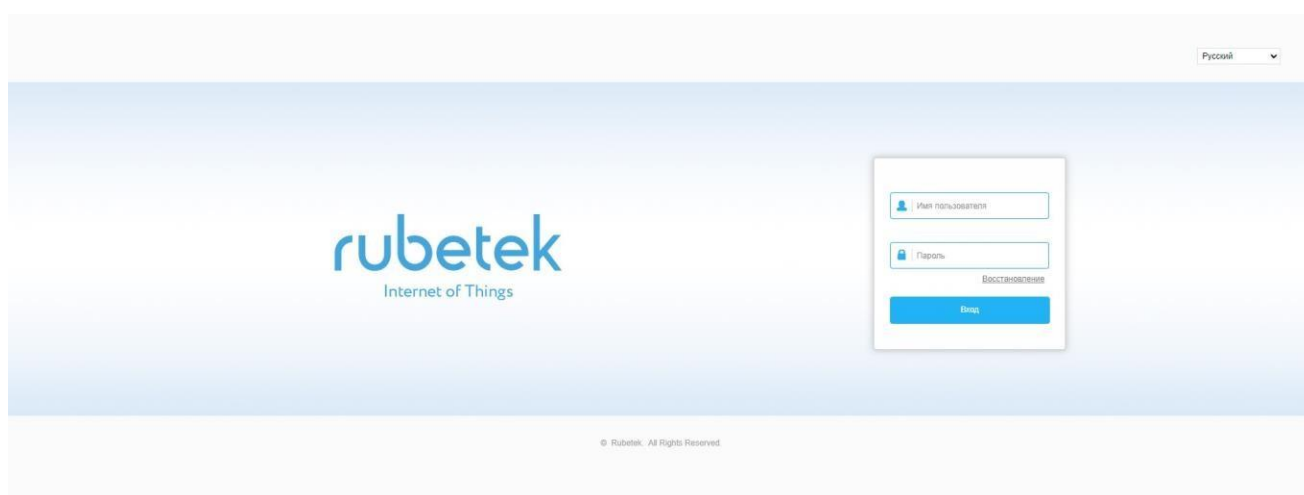 Русский
rubetek
Internet of Things
Имя пользователя
Пароль
Восстановление
Вход
© Rubetek. All Rights Reserved.